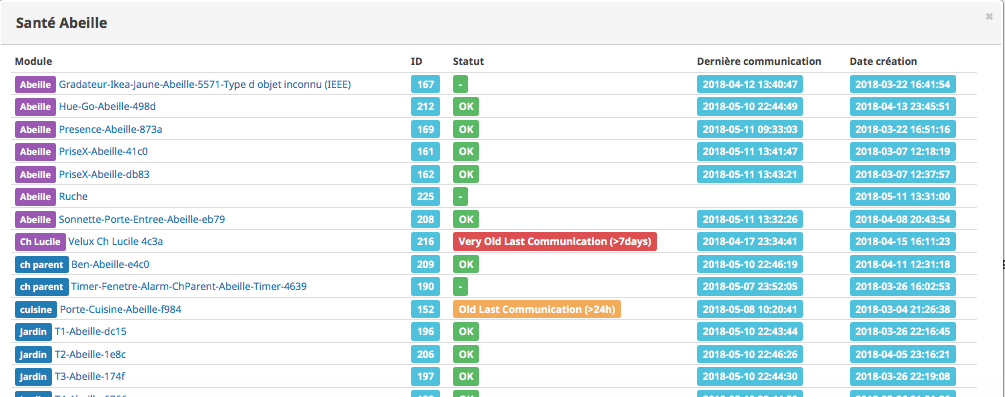 Santé Abeille ×
Module ID Statut Dernière communication Date création
Abeille Gradateur-Ikea-Jaune-Abeille-5571-Type d objet inconnu (IEEE) 167 - 2018-04-12 13:40:47 2018-03-22 16:41:54
Abeille Hue-Go-Abeille-498d 212 OK 2018-05-10 22:44:49 2018-04-13 23:45:51
Abeille Presence-Abeille-873a 169 OK 2018-05-11 09:33:03 2018-03-22 16:51:16
Abeille PriseX-Abeille-41c0 161 OK 2018-05-11 13:41:47 2018-03-07 12:18:19
Abeille PriseX-Abeille-db83 162 OK 2018-05-11 13:43:21 2018-03-07 12:37:57
Abeille Ruche 225 - 2018-05-11 13:31:00
Abeille Sonnette-Porte-Entree-Abeille-eb79 208 OK 2018-05-11 13:32:26 2018-04-08 20:43:54
Ch Lucile Velux Ch Lucile 4c3a 216 Very Old Last Communication (>7days) 2018-04-17 23:34:41 2018-04-15 16:11:23
ch parent Ben-Abeille-e4c0 209 OK 2018-05-10 22:46:19 2018-04-11 12:31:18
ch parent Timer-Fenetre-Alarm-ChParent-Abeille-Timer-4639 190 - 2018-05-07 23:52:05 2018-03-26 16:02:53
cuisine Porte-Cuisine-Abeille-f984 152 Old Last Communication (>24h) 2018-05-08 10:20:41 2018-03-04 21:26:38
Jardin T1-Abeille-dc15 196 OK 2018-05-10 22:43:44 2018-03-26 22:16:45
Jardin T2-Abeille-1e8c 206 OK 2018-05-10 22:46:26 2018-04-05 23:16:21
Jardin T3-Abeille-174f 197 OK 2018-05-10 22:44:30 2018-03-26 22:19:08